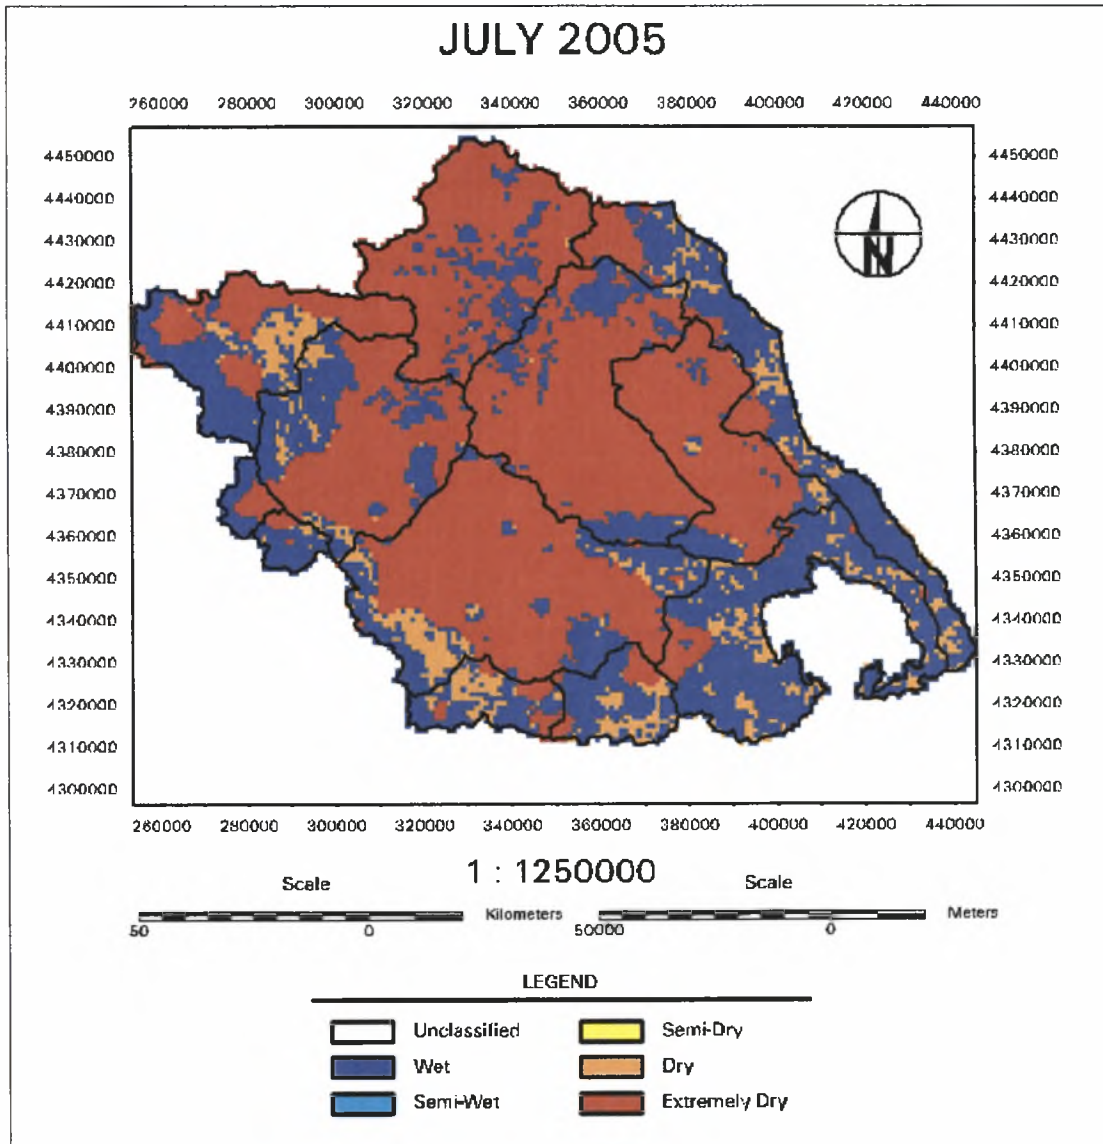 JULY 2005
260000 280000 300000 320000 340000 360000 380000 400000 420000 440000
4450000 4450000
4440000 4440000
4430000 4430000
4420000 4420000
4410000 4410000
4400000 4400000
4390000 4390000
4380000 4380000
4370000 4370000
4360000 4360000
4350000 4350000
4340000 4340000
4330000 4330000
4320000 4320000
4310000 4310000
4300000 4300000
N
260000 280000 300000 320000 340000 360000 380000 400000 420000 440000
1 : 1250000
Scale Scale
Kilometers Meters
50 0 50000 0
LEGEND
Unclassified Semi-Dry
Wet Dry
Semi-Wet Extremely Dry